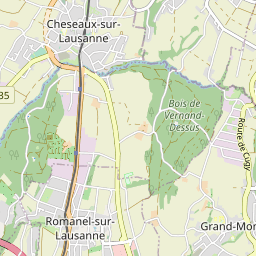 Cheseaux-sur-
Lausanne
35
Bois de
Vernand-
Dessus
Route de Cugy
Romanel-sur-
Lausanne
Grand-Mon